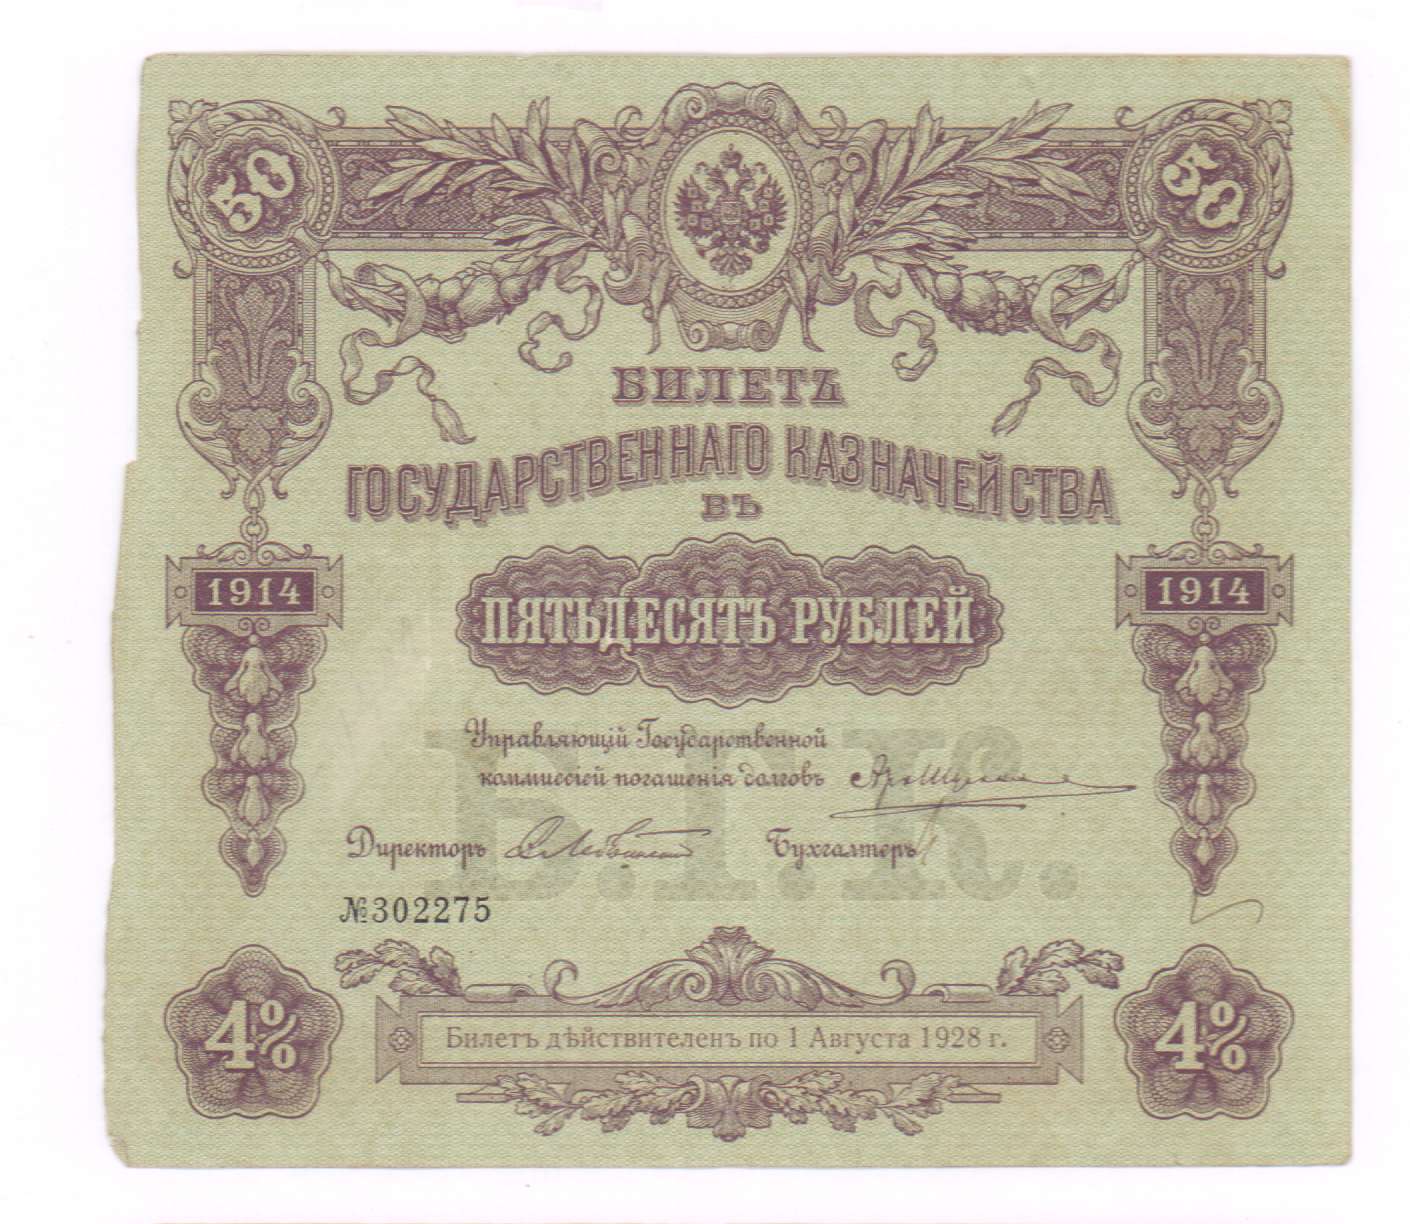 50 50
БИЛЕТЪ
ГОСУДАРСТВЕННАГО КАЗНАЧЕЙСТВА
ВЪ
1914 1914
ПЯТЬДЕСЯТЪ РУБЛЕЙ
Управляющій Государственной
коммиссіей погашенія долговъ
Директоръ Бухгалтеръ
№302275
4% 4%
Билетъ дѣйствителенъ по 1 Августа 1928 г.